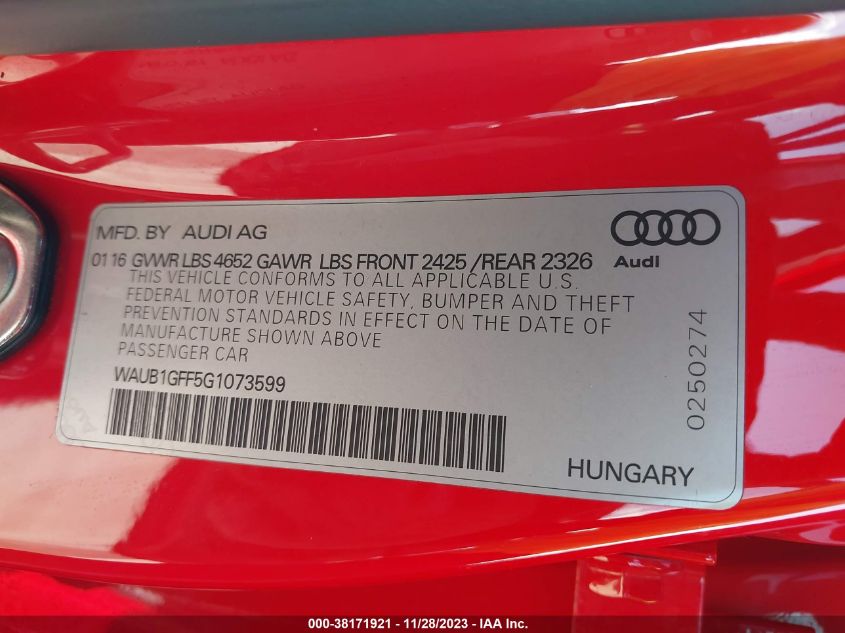 MFD. BY AUDI AG
01 16 GVWR LBS 4652 GAWR LBS FRONT 2425 /REAR 2326
Audi
THIS VEHICLE CONFORMS TO ALL APPLICABLE U.S.
FEDERAL MOTOR VEHICLE SAFETY, BUMPER AND THEFT
PREVENTION STANDARDS IN EFFECT ON THE DATE OF
MANUFACTURE SHOWN ABOVE
PASSENGER CAR
WAUB1GFF5G1073599
0250274
HUNGARY
000-38171921 - 11/28/2023 - IAA Inc.